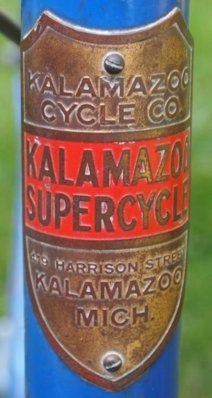 KALAMAZOO
CYCLE CO.
KALAMAZOO
SUPERCYCLE
419 HARRISON STREET
KALAMAZOO
MICH.